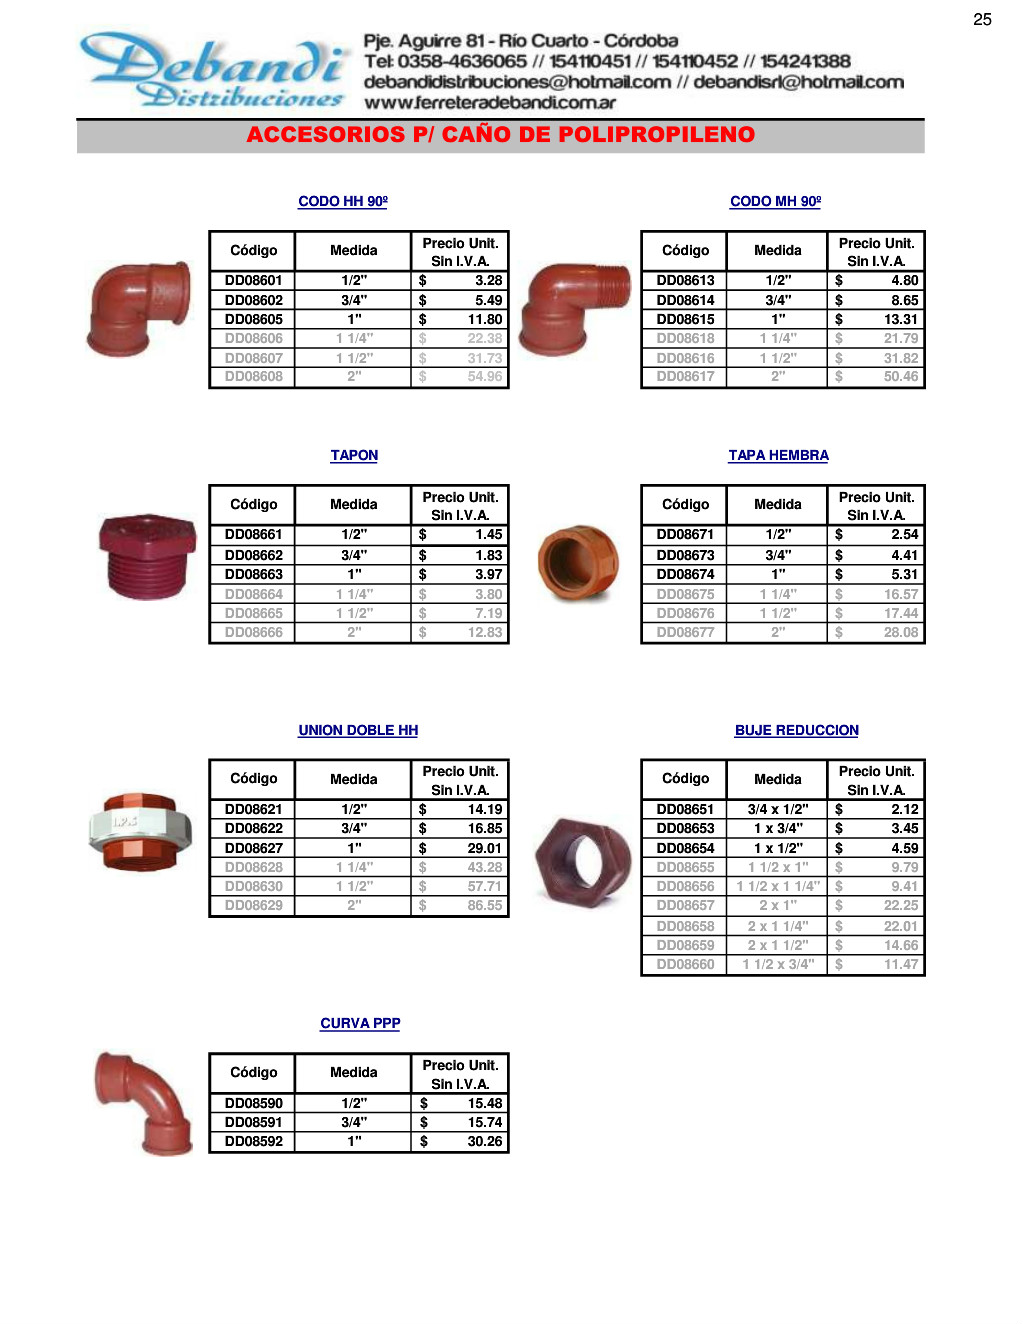 25
Debandi
Distribuciones
Pje. Aguirre 81 - Río Cuarto - Córdoba
Tel: 0358-4636065 // 154110451 // 154110452 // 154241388
debandidistribuciones@hotmail.com // debandisrl@hotmail.com
www.ferreteradebandi.com.ar
ACCESORIOS P/ CAÑO DE POLIPROPILENO
CODO HH 90º
Código Medida Precio Unit. Sin I.V.A.
DD08601 1/2" $ 3.28
DD08602 3/4" $ 5.49
DD08605 1" $ 11.80
DD08606 1 1/4" $ 22.38
DD08607 1 1/2" $ 31.73
DD08608 2" $ 54.96
CODO MH 90º
Código Medida Precio Unit. Sin I.V.A.
DD08613 1/2" $ 4.80
DD08614 3/4" $ 8.65
DD08615 1" $ 13.31
DD08618 1 1/4" $ 21.79
DD08616 1 1/2" $ 31.82
DD08617 2" $ 50.46
TAPON
Código Medida Precio Unit. Sin I.V.A.
DD08661 1/2" $ 1.45
DD08662 3/4" $ 1.83
DD08663 1" $ 3.97
DD08664 1 1/4" $ 3.80
DD08665 1 1/2" $ 7.19
DD08666 2" $ 12.83
TAPA HEMBRA
Código Medida Precio Unit. Sin I.V.A.
DD08671 1/2" $ 2.54
DD08673 3/4" $ 4.41
DD08674 1" $ 5.31
DD08675 1 1/4" $ 16.57
DD08676 1 1/2" $ 17.44
DD08677 2" $ 28.08
UNION DOBLE HH
I.P.S
Código Medida Precio Unit. Sin I.V.A.
DD08621 1/2" $ 14.19
DD08622 3/4" $ 16.85
DD08627 1" $ 29.01
DD08628 1 1/4" $ 43.28
DD08630 1 1/2" $ 57.71
DD08629 2" $ 86.55
BUJE REDUCCION
Código Medida Precio Unit. Sin I.V.A.
DD08651 3/4 x 1/2" $ 2.12
DD08653 1 x 3/4" $ 3.45
DD08654 1 x 1/2" $ 4.59
DD08655 1 1/2 x 1" $ 9.79
DD08656 1 1/2 x 1 1/4" $ 9.41
DD08657 2 x 1" $ 22.25
DD08658 2 x 1 1/4" $ 22.01
DD08659 2 x 1 1/2" $ 14.66
DD08660 1 1/2 x 3/4" $ 11.47
CURVA PPP
Código Medida Precio Unit. Sin I.V.A.
DD08590 1/2" $ 15.48
DD08591 3/4" $ 15.74
DD08592 1" $ 30.26